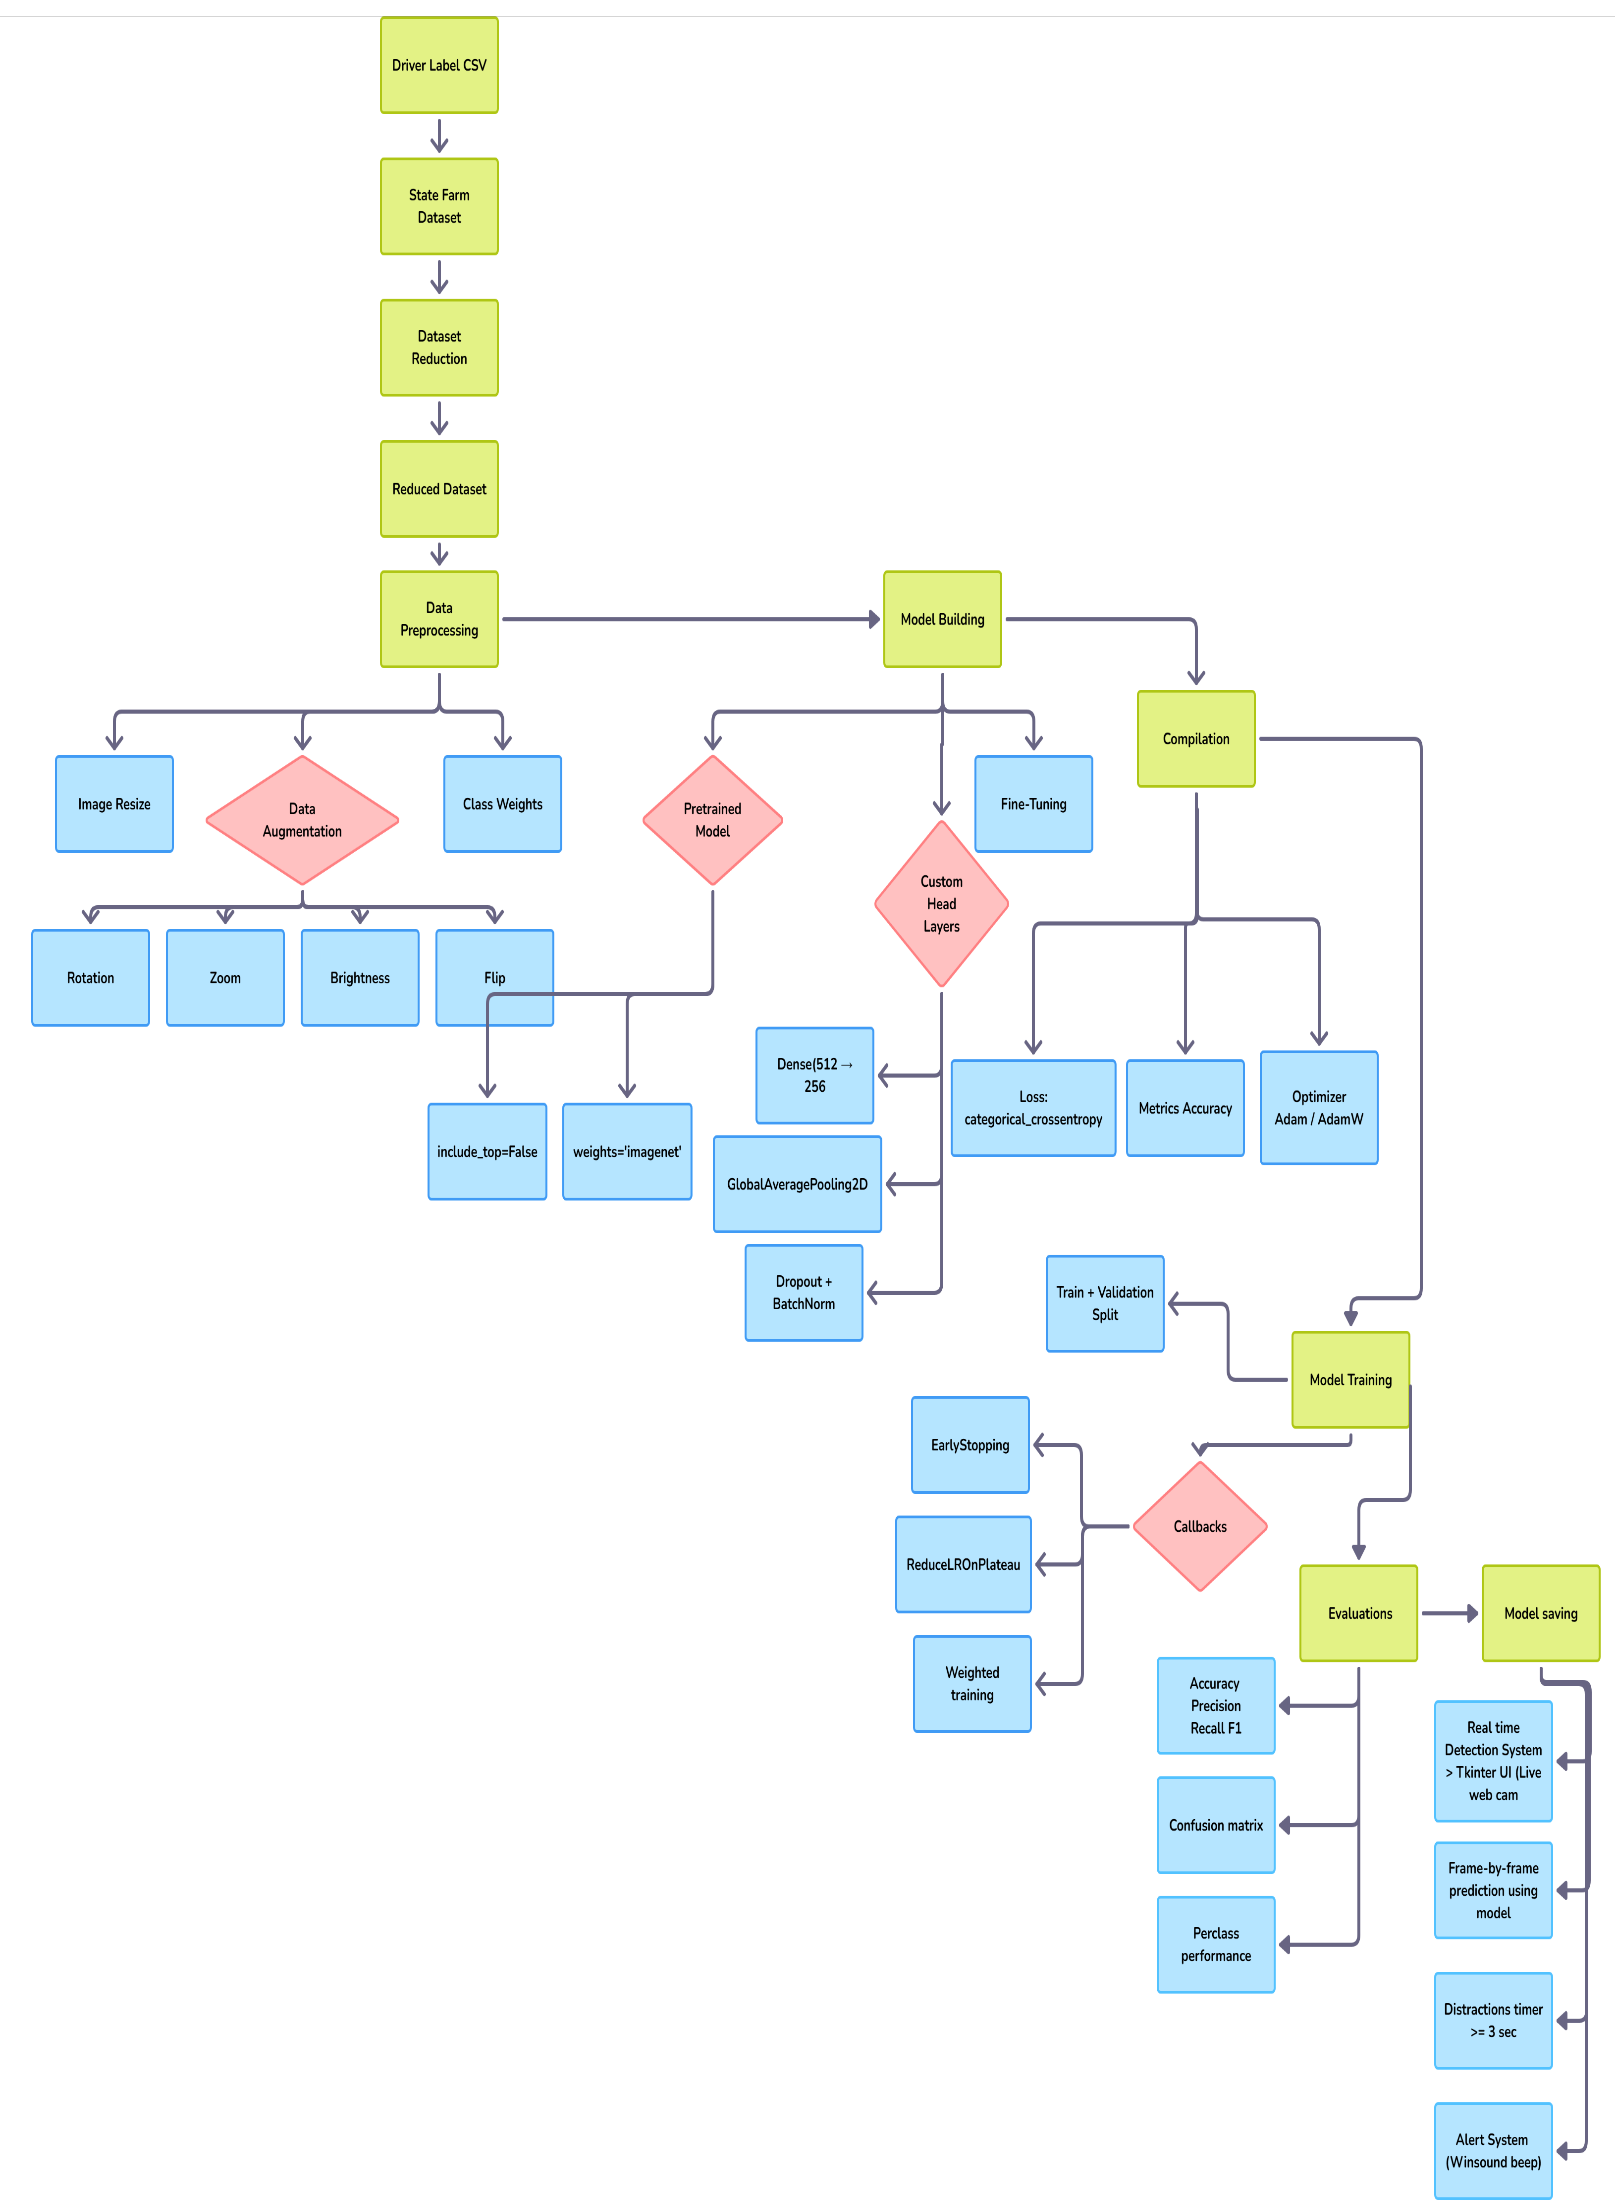 Driver Label CSV
State Farm
Dataset
Dataset
Reduction
Reduced Dataset
Data
Preprocessing
Model Building
Compilation
Image Resize
Data
Augmentation
Class Weights
Pretrained
Model
Custom
Head
Layers
Fine-Tuning
Rotation
Zoom
Brightness
Flip
include_top=False
weights='imagenet'
Dense(512 →
256
GlobalAveragePooling2D
Dropout +
BatchNorm
Loss:
categorical_crossentropy
Metrics Accuracy
Optimizer
Adam / AdamW
Train + Validation
Split
Model Training
EarlyStopping
ReduceLROnPlateau
Weighted
training
Callbacks
Evaluations
Model saving
Accuracy
Precision
Recall F1
Confusion matrix
Perclass
performance
Real time
Detection System
> Tkinter UI (Live
web cam
Frame-by-frame
prediction using
model
Distractions timer
>= 3 sec
Alert System
(Winsound beep)